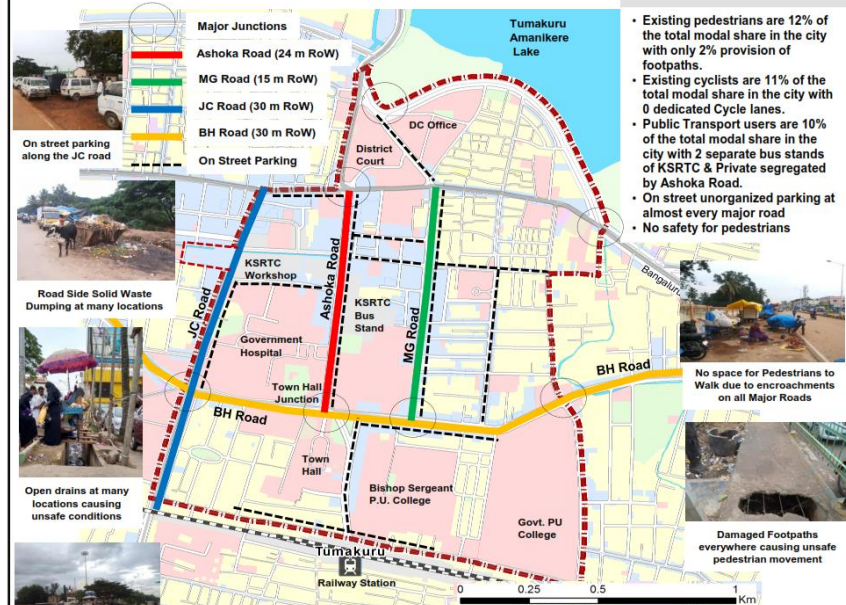 Major Junctions
Ashoka Road (24 m RoW)
MG Road (15 m RoW)
JC Road (30 m RoW)
BH Road (30 m RoW)
On Street Parking
Tumakuru
Amanikere
Lake
• Existing pedestrians are 12% of
the total modal share in the city
with only 2% provision of
footpaths.
• Existing cyclists are 11% of the
total modal share in the city with
0 dedicated Cycle lanes.
• Public Transport users are 10%
of the total modal share in the
city with 2 separate bus stands
of KSRTC & Private segregated
by Ashoka Road.
• On street unorganized parking at
almost every major road
• No safety for pedestrians
On street parking
along the JC road
Road Side Solid Waste
Dumping at many locations
Open drains at many
locations causing
unsafe conditions
DC Office
District
Court
KSRTC
Workshop
JC Road
Ashoka Road
KSRTC
Bus
Stand
MG Road
Government
Hospital
Town Hall
Junction
BH Road
BH Road
Bangaluru
Town
Hall
Bishop Sergeant
P.U. College
Govt. PU
College
Tumakuru
Railway Station
No space for Pedestrians to
Walk due to encroachments
on all Major Roads
Damaged Footpaths
everywhere causing unsafe
pedestrian movement
0 0.25 0.5 1
Km